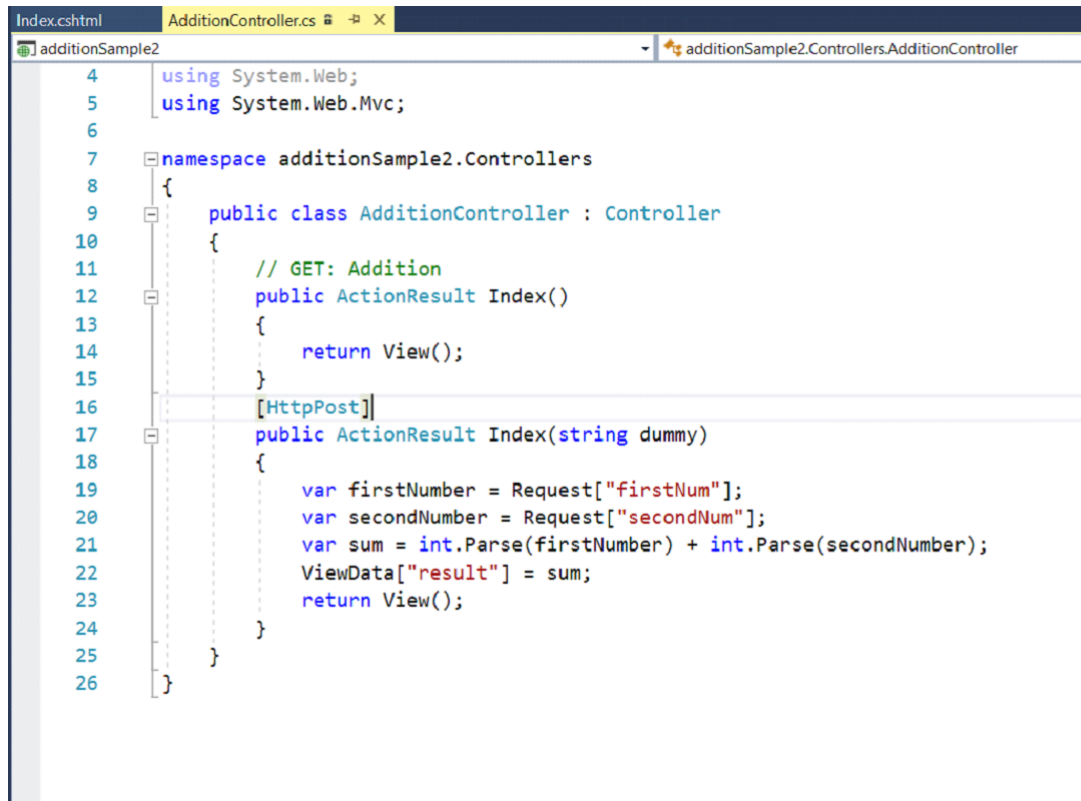 Index.cshtml AdditionController.cs
additionSample2 additionSample2.Controllers.AdditionController
4 using System.Web;
5 using System.Web.Mvc;
6
7 namespace additionSample2.Controllers
8 {
9 public class AdditionController : Controller
10 {
11 // GET: Addition
12 public ActionResult Index()
13 {
14 return View();
15 }
16 [HttpPost]
17 public ActionResult Index(string dummy)
18 {
19 var firstNumber = Request["firstNum"];
20 var secondNumber = Request["secondNum"];
21 var sum = int.Parse(firstNumber) + int.Parse(secondNumber);
22 ViewData["result"] = sum;
23 return View();
24 }
25 }
26 }